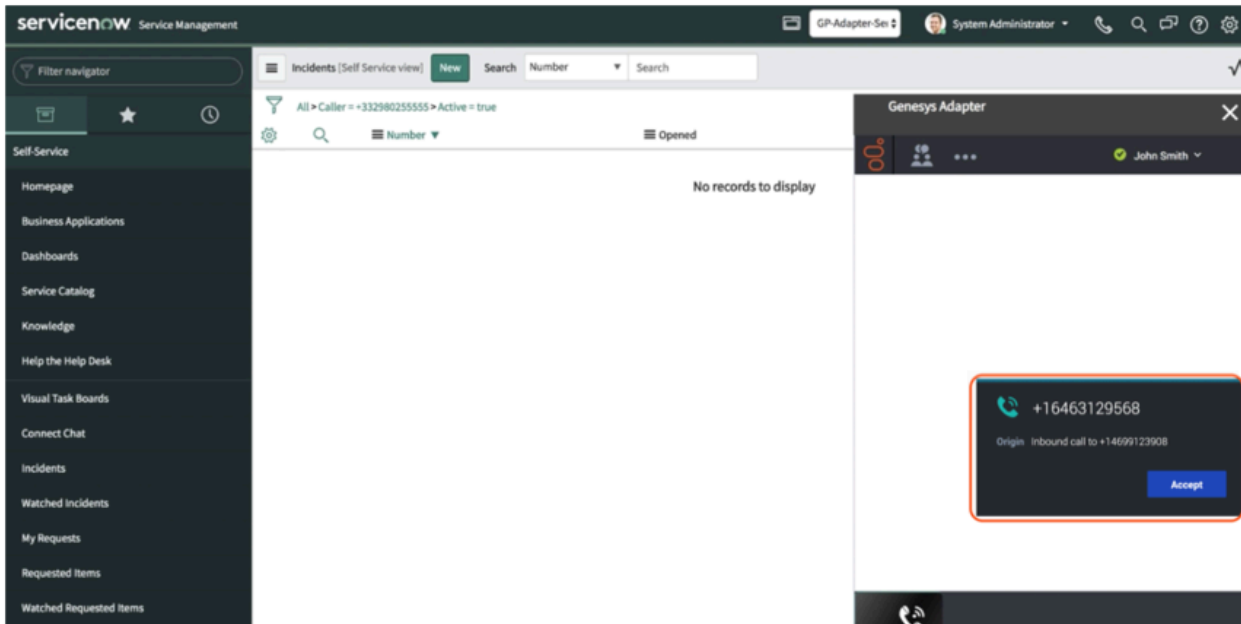 servicenow Service Management
GP-Adapter-Ser
System Administrator
Filter navigator
Incidents [Self Service view] New Search Number Search
All > Caller = +332980255555 > Active = true
Number Opened
No records to display
Self-Service
Homepage
Business Applications
Dashboards
Service Catalog
Knowledge
Help the Help Desk
Visual Task Boards
Connect Chat
Incidents
Watched Incidents
My Requests
Requested Items
Watched Requested Items
Genesys Adapter
John Smith
+16463129568
Origin Inbound call to +14699123908
Accept